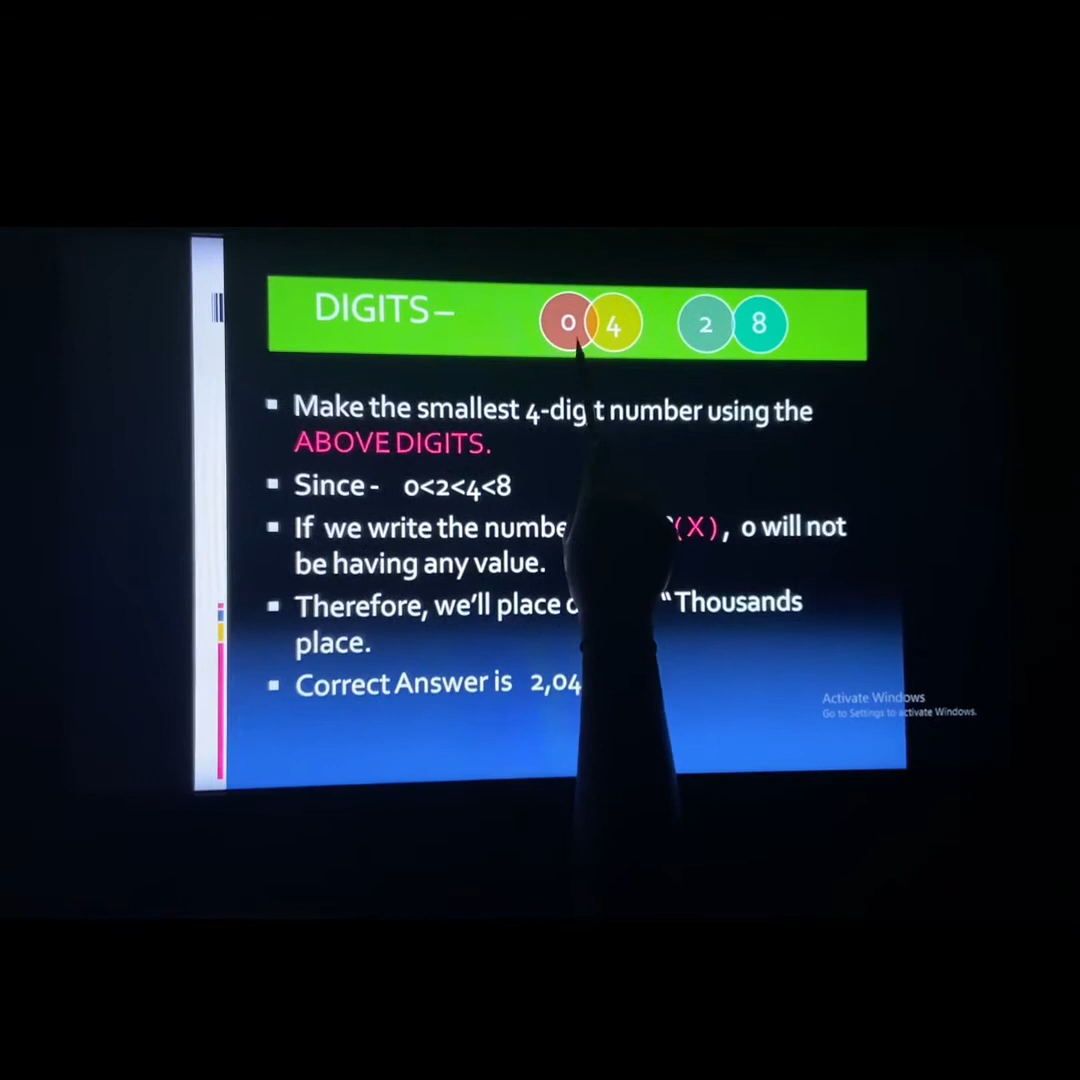 DIGITS – 0 4 2 8
Make the smallest 4-digit number using the
ABOVE DIGITS.
Since - 0<2<4<8
If we write the (X), 0 will not
be having any value.
Therefore, we'll place “Thousands
place.
Correct Answer is 2,04
Activate Windows
Go to Settings to activate Windows.